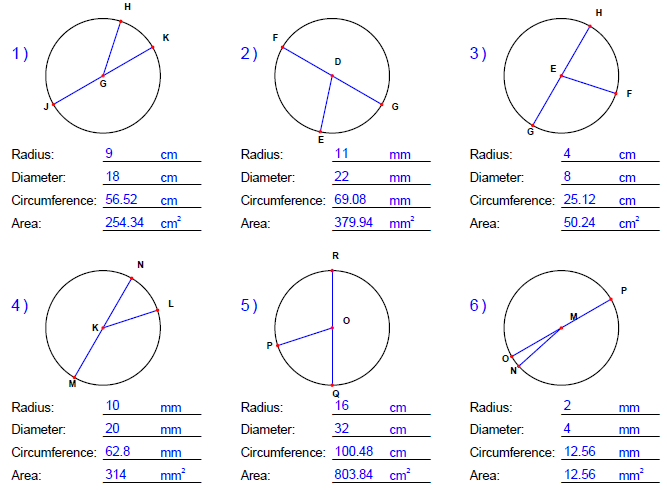 1) H K G J
2) F D G E
3) H E F G
Radius: 9 cm Radius: 11 mm Radius: 4 cm
Diameter: 18 cm Diameter: 22 mm Diameter: 8 cm
Circumference: 56.52 cm Circumference: 69.08 mm Circumference: 25.12 cm
Area: 254.34 cm² Area: 379.94 mm² Area: 50.24 cm²
4) N L K M
5) R O P Q
6) P M O N
Radius: 10 mm Radius: 16 cm Radius: 2 mm
Diameter: 20 mm Diameter: 32 cm Diameter: 4 mm
Circumference: 62.8 mm Circumference: 100.48 cm Circumference: 12.56 mm
Area: 314 mm² Area: 803.84 cm² Area: 12.56 mm²